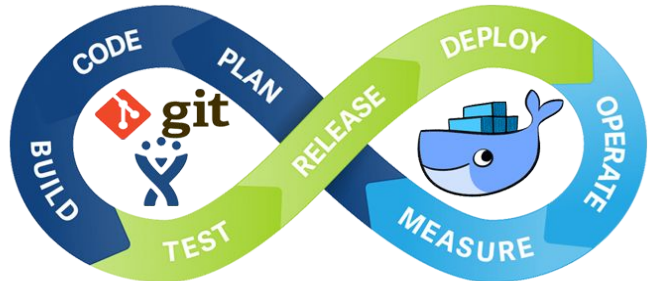 PLAN
CODE
BUILD
TEST
RELEASE
DEPLOY
OPERATE
MEASURE
git